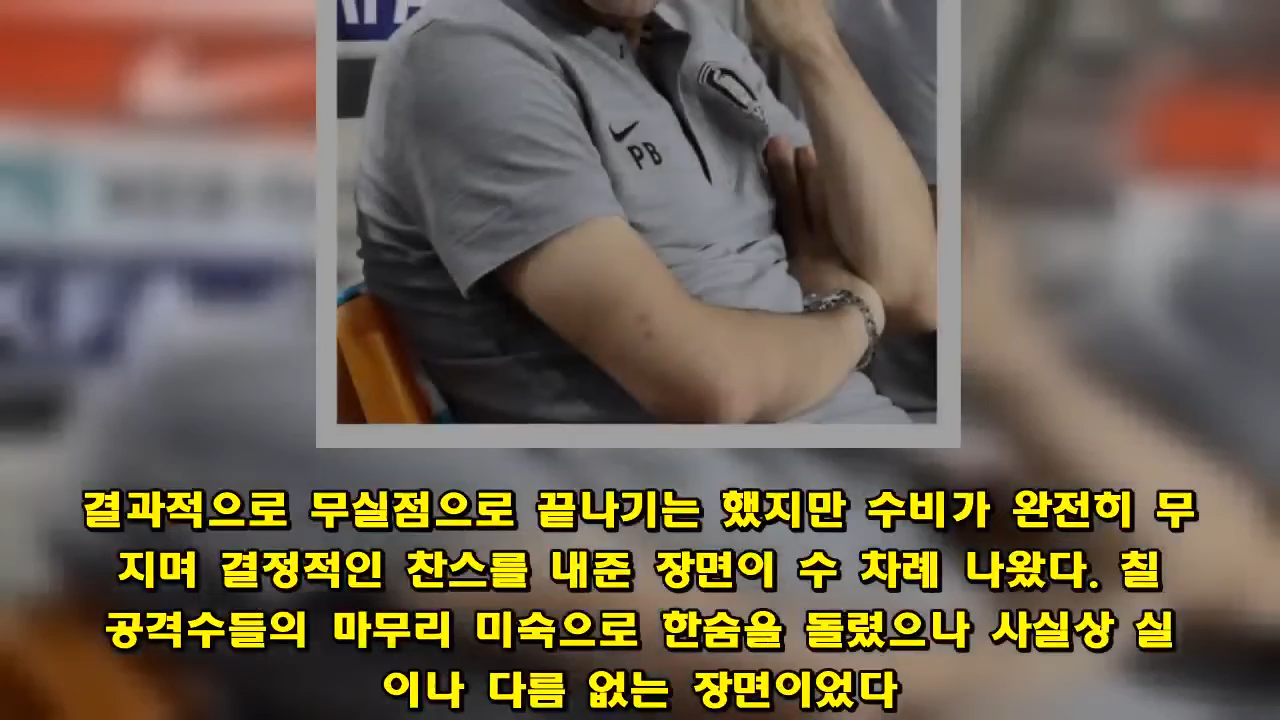 PB
결과적으로 무실점으로 끝나기는 했지만 수비가 완전히 무
지며 결정적인 찬스를 내준 장면이 수 차례 나왔다. 칠
공격수들의 마무리 미숙으로 한숨을 돌렸으나 사실상 실
이나 다름 없는 장면이었다